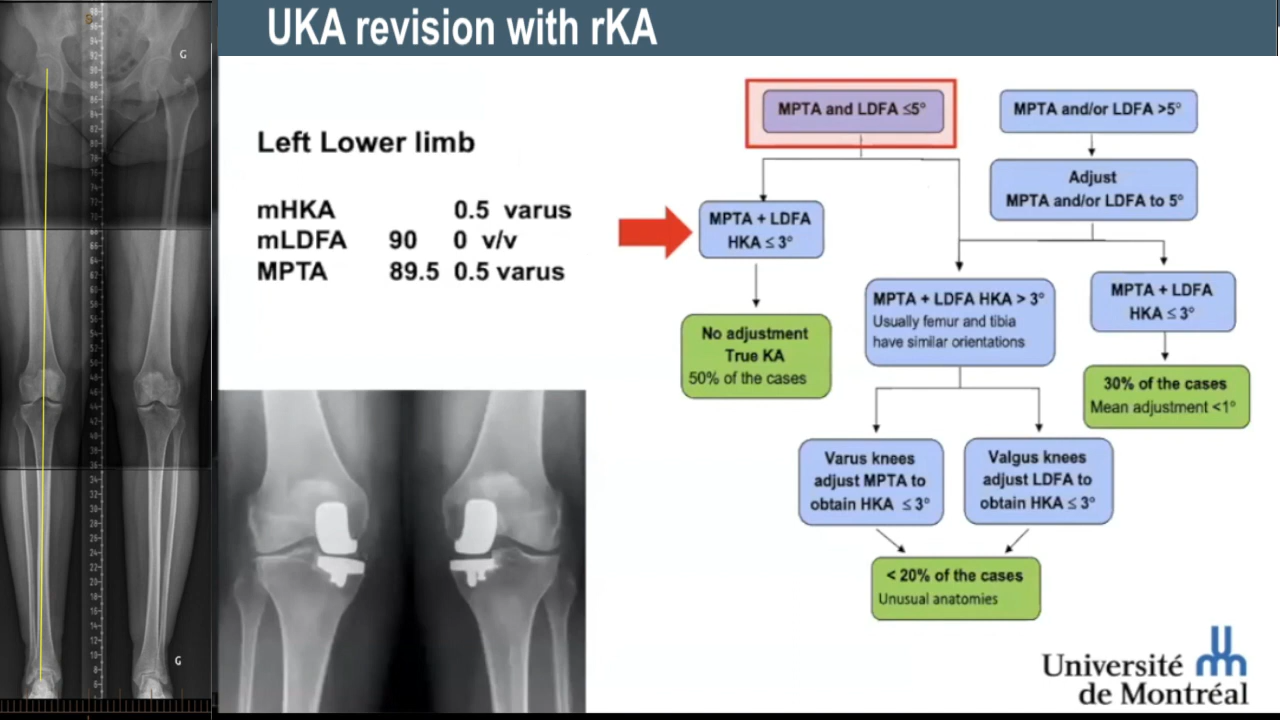 UKA revision with rKA
G
G
Left Lower limb
mHKA 0.5 varus
mLDFA 90 0 v/v
MPTA 89.5 0.5 varus
MPTA and LDFA ≤5°
MPTA and/or LDFA >5°
Adjust
MPTA and/or LDFA to 5°
MPTA + LDFA
HKA ≤ 3°
MPTA + LDFA HKA > 3°
Usually femur and tibia
have similar orientations
MPTA + LDFA
HKA ≤ 3°
No adjustment
True KA
50% of the cases
30% of the cases
Mean adjustment <1°
Varus knees
adjust MPTA to
obtain HKA ≤ 3°
Valgus knees
adjust LDFA to
obtain HKA ≤ 3°
< 20% of the cases
Unusual anatomies
Université
de Montréal